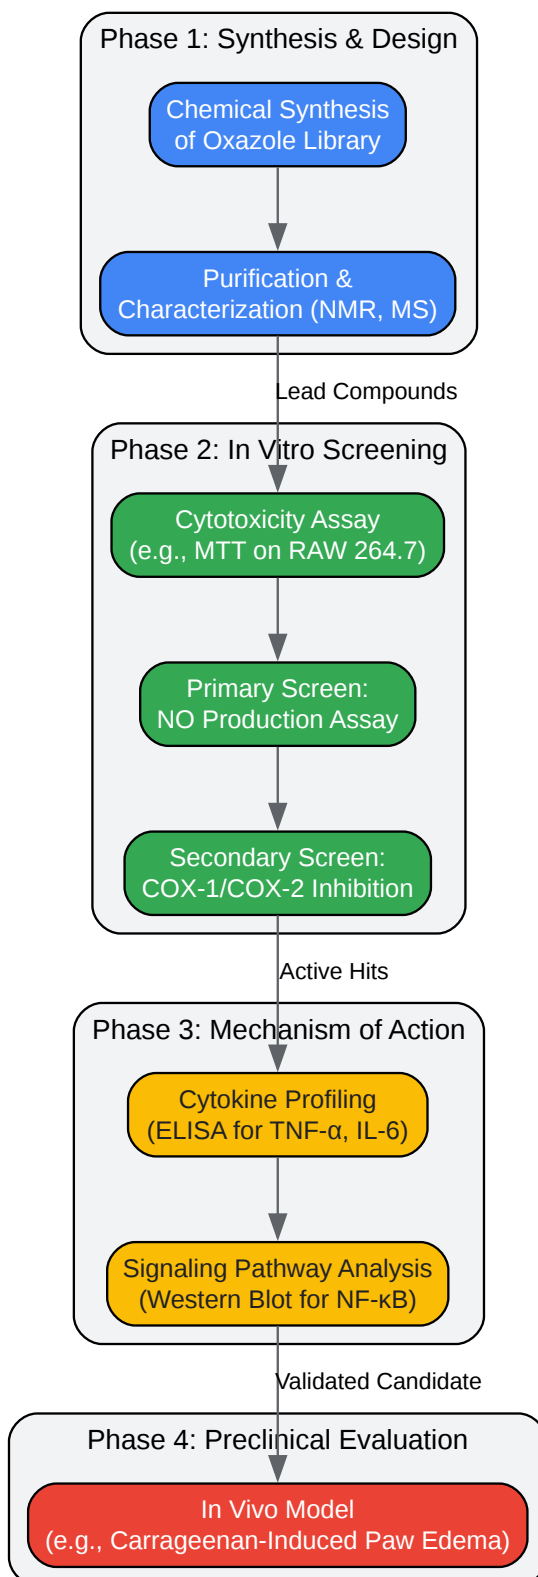 Phase 1: Synthesis & Design
Chemical Synthesis
of Oxazole Library
Purification &
Characterization (NMR, MS)
Lead Compounds
Phase 2: In Vitro Screening
Cytotoxicity Assay
(e.g., MTT on RAW 264.7)
Primary Screen:
NO Production Assay
Secondary Screen:
COX-1/COX-2 Inhibition
Active Hits
Phase 3: Mechanism of Action
Cytokine Profiling
(ELISA for TNF-α, IL-6)
Signaling Pathway Analysis
(Western Blot for NF-κB)
Validated Candidate
Phase 4: Preclinical Evaluation
In Vivo Model
(e.g., Carrageenan-Induced Paw Edema)